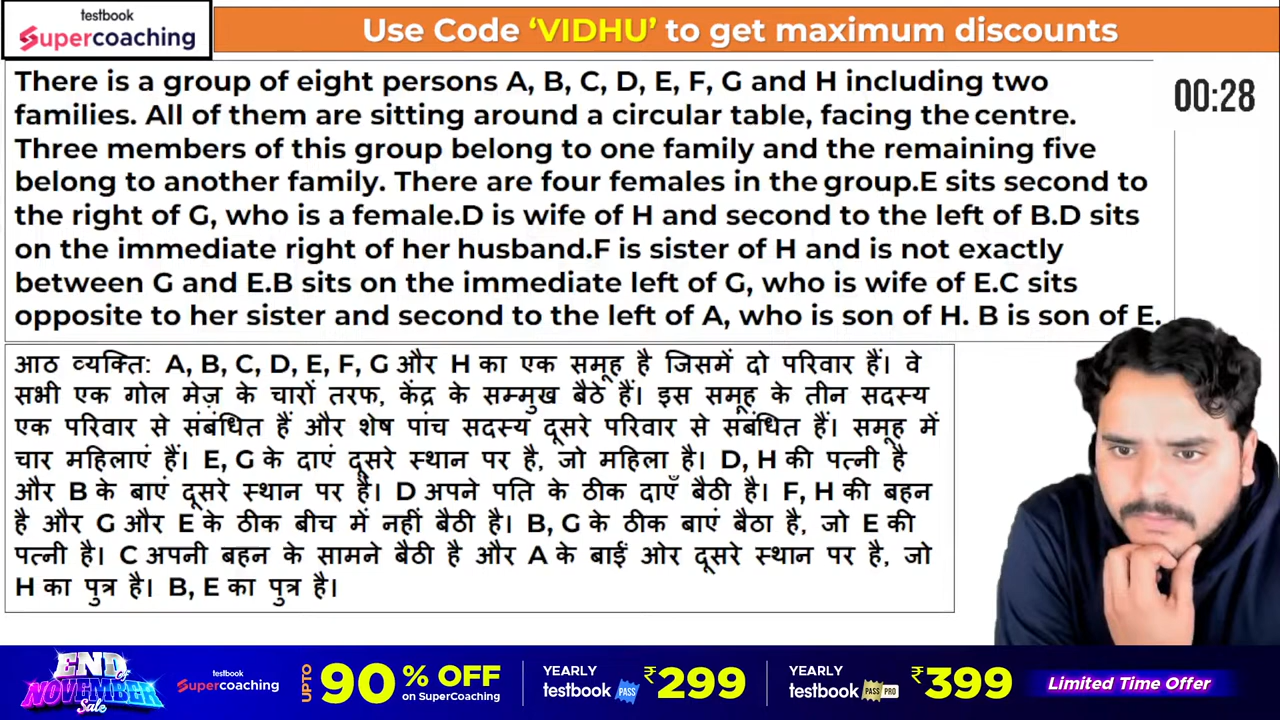 testbook
Supercoaching
Use Code ‘VIDHU’ to get maximum discounts
There is a group of eight persons A, B, C, D, E, F, G and H including two
families. All of them are sitting around a circular table, facing the centre.
Three members of this group belong to one family and the remaining five
belong to another family. There are four females in the group.E sits second to
the right of G, who is a female.D is wife of H and second to the left of B.D sits
on the immediate right of her husband.F is sister of H and is not exactly
between G and E.B sits on the immediate left of G, who is wife of E.C sits
opposite to her sister and second to the left of A, who is son of H. B is son of E.
00:28
आठ व्यक्ति: A, B, C, D, E, F, G और H का एक समूह है जिसमें दो परिवार हैं। वे
सभी एक गोल मेज़ के चारों तरफ, केंद्र के सम्मुख बैठे हैं। इस समूह के तीन सदस्य
एक परिवार से संबंधित हैं और शेष पांच सदस्य दूसरे परिवार से संबंधित हैं। समूह में
चार महिलाएं हैं। E, G के दाएं दूसरे स्थान पर है, जो महिला है। D, H की पत्नी है
और B के बाएं दूसरे स्थान पर है। D अपने पति के ठीक दाएँ बैठी है। F, H की बहन
है और G और E के ठीक बीच में नहीं बैठी है। B, G के ठीक बाएं बैठा है, जो E की
पत्नी है। C अपनी बहन के सामने बैठी है और A के बाईं ओर दूसरे स्थान पर है, जो
H का पुत्र है। B, E का पुत्र है।
END of NOVEMBER Sale
testbook
Supercoaching
UPTO 90% OFF on SuperCoaching
YEARLY testbook PASS ₹299
YEARLY testbook PASS PRO ₹399
Limited Time Offer